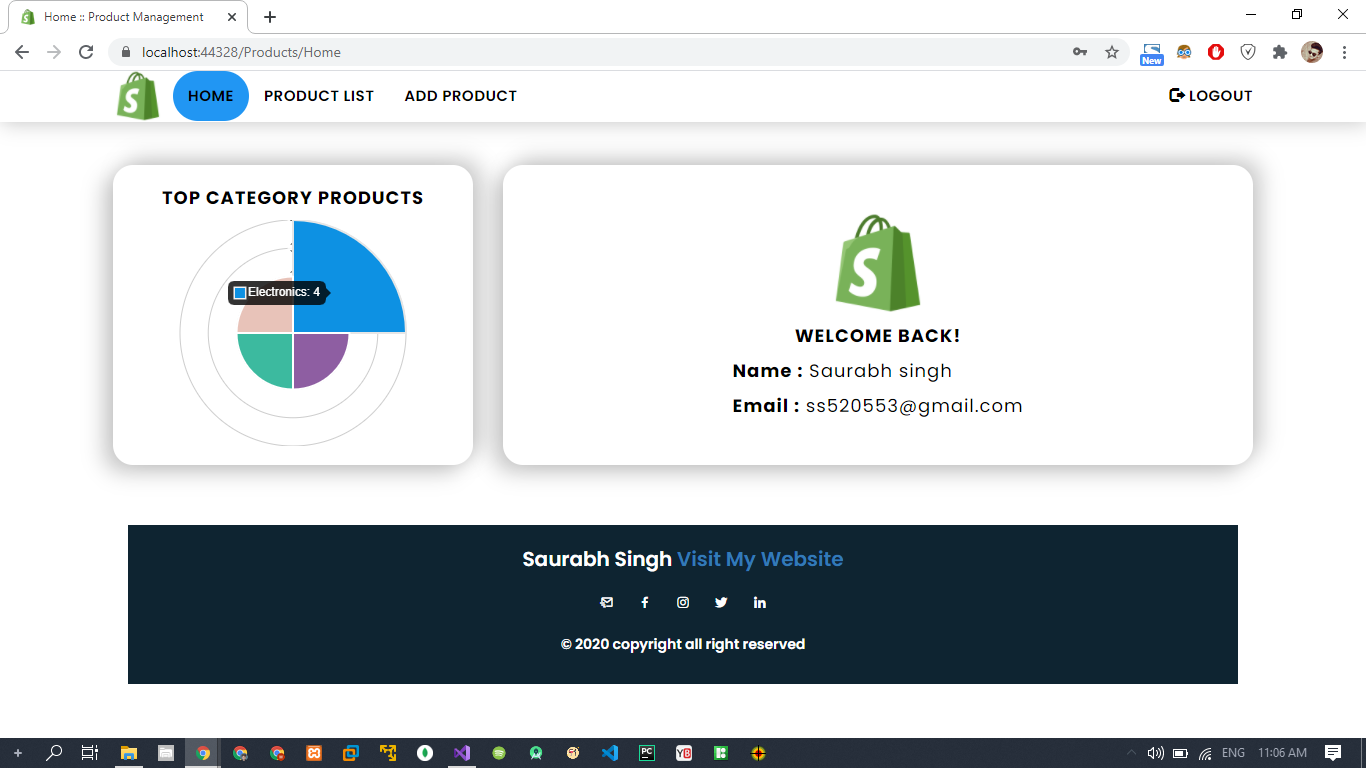 Home :: Product Management
localhost:44328/Products/Home
New
S
HOME PRODUCT LIST ADD PRODUCT LOGOUT
TOP CATEGORY PRODUCTS
Electronics: 4
S
WELCOME BACK!
Name : Saurabh singh
Email : ss520553@gmail.com
Saurabh Singh Visit My Website
© 2020 copyright all right reserved
PC YB ENG 11:06 AM